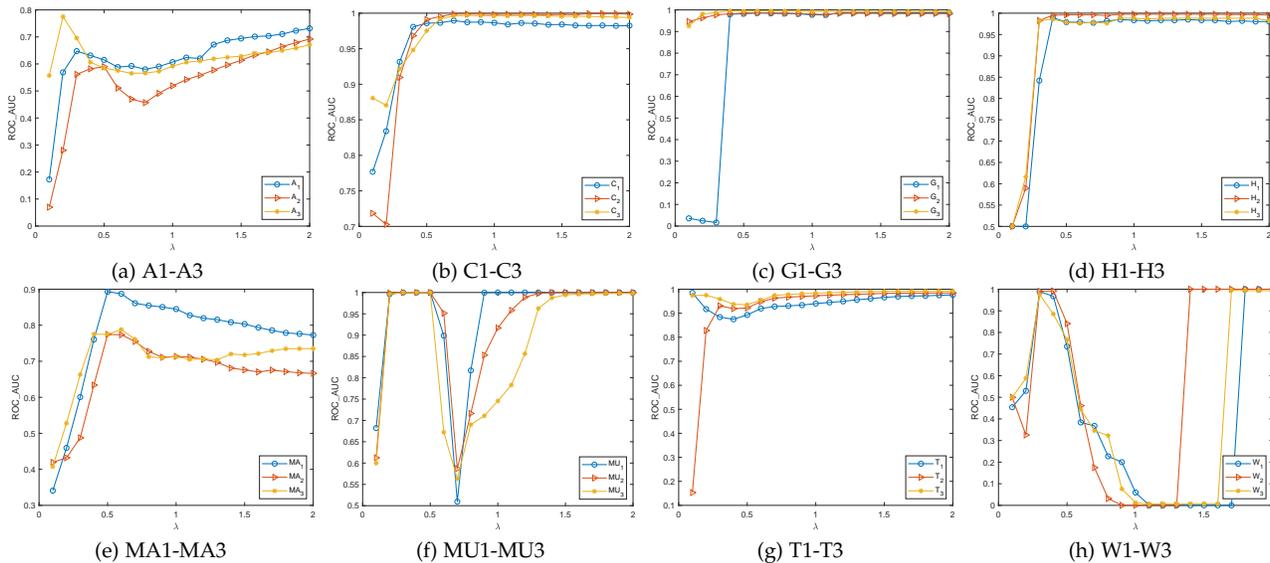 0.8
0.7
0.6
0.5
0.4
0.3
0.2
0.1
0
ROC_AUC
0 0.5 1 1.5 2
λ
A1
A2
A3
(a) A1-A3
1
0.95
0.9
0.85
0.8
0.75
0.7
ROC_AUC
0 0.5 1 1.5 2
λ
C1
C2
C3
(b) C1-C3
1
0.9
0.8
0.7
0.6
0.5
0.4
0.3
0.2
0.1
0
ROC_AUC
0 0.5 1 1.5 2
λ
G1
G2
G3
(c) G1-G3
1
0.95
0.9
0.85
0.8
0.75
0.7
0.65
0.6
0.55
0.5
ROC_AUC
0 0.5 1 1.5 2
λ
H1
H2
H3
(d) H1-H3
0.9
0.8
0.7
0.6
0.5
0.4
0.3
ROC_AUC
0 0.5 1 1.5 2
λ
MA1
MA2
MA3
(e) MA1-MA3
1
0.95
0.9
0.85
0.8
0.75
0.7
0.65
0.6
0.55
0.5
ROC_AUC
0 0.5 1 1.5 2
λ
MU1
MU2
MU3
(f) MU1-MU3
1
0.9
0.8
0.7
0.6
0.5
0.4
0.3
0.2
0.1
ROC_AUC
0 0.5 1 1.5 2
λ
T1
T2
T3
(g) T1-T3
1
0.9
0.8
0.7
0.6
0.5
0.4
0.3
0.2
0.1
0
ROC_AUC
0 0.5 1 1.5 2
λ
W1
W2
W3
(h) W1-W3